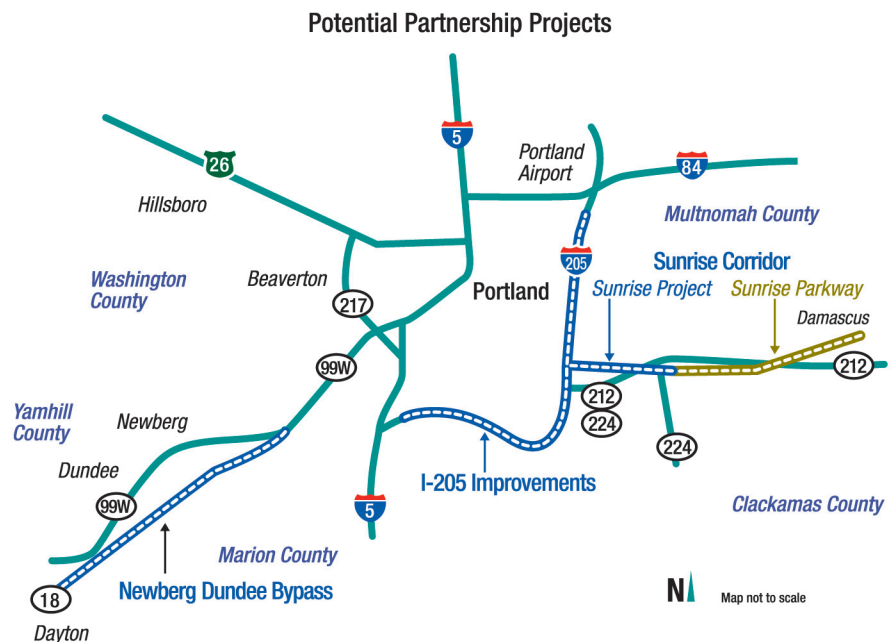 Potential Partnership Projects
5
26
Portland
Airport
84
Hillsboro
Multnomah County
Washington
County
Beaverton
205
Sunrise Corridor
217
Portland
Sunrise Project
Sunrise Parkway
Damascus
99W
212
212
224
224
Yamhill
County
Newberg
Dundee
99W
I-205 Improvements
5
Clackamas County
Marion County
Newberg Dundee Bypass
18
Dayton
N
Map not to scale